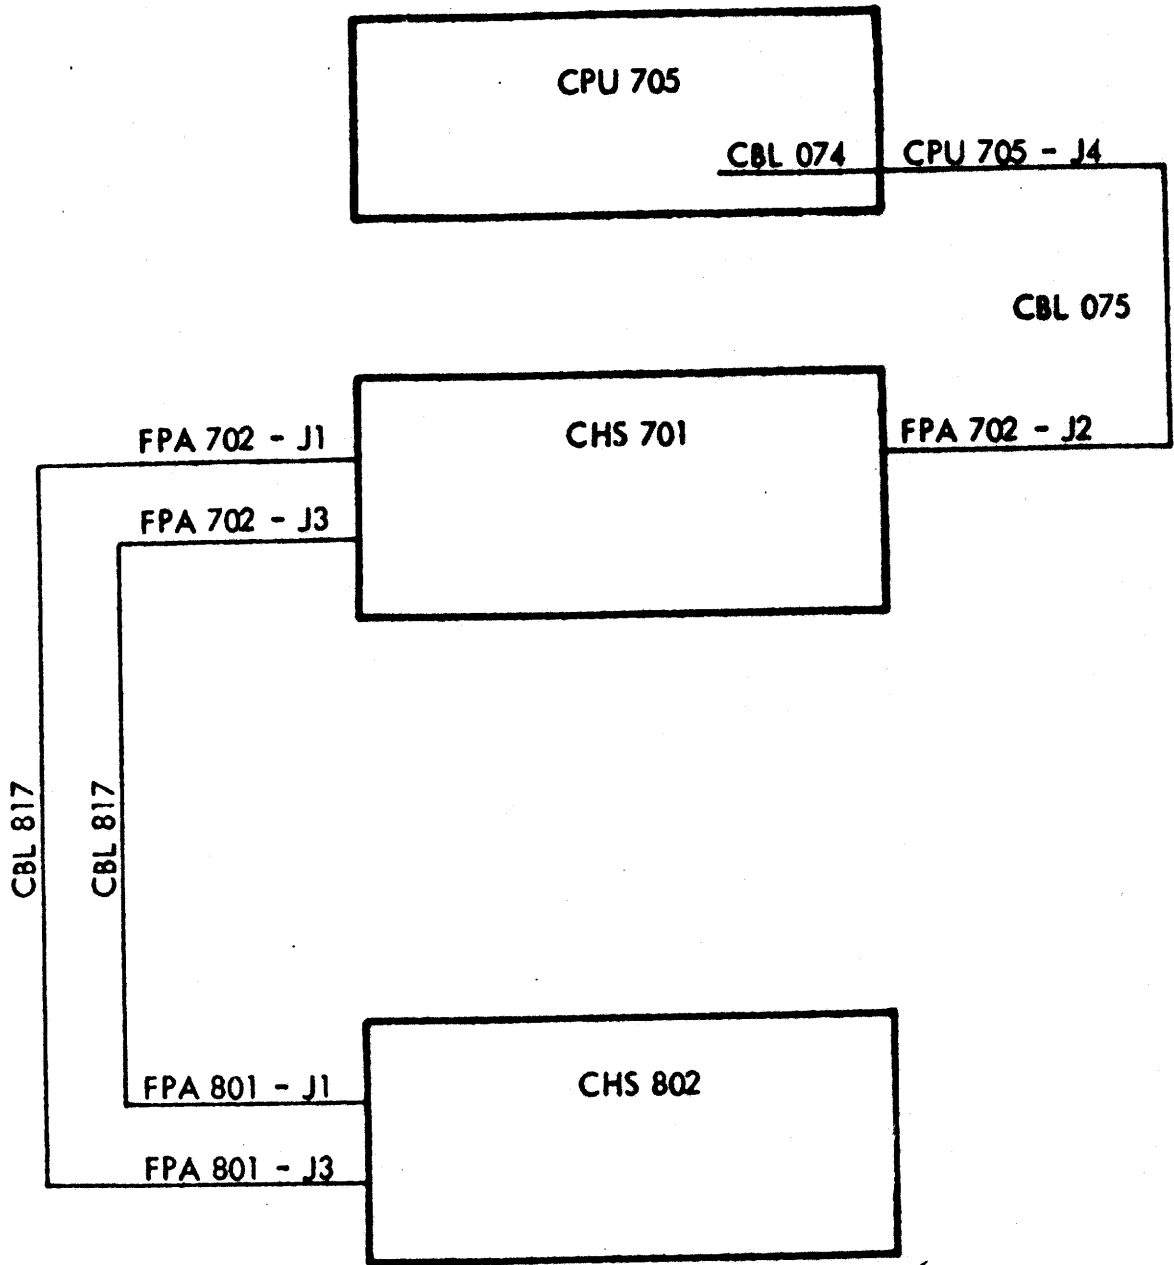 CPU 705
CBL 074
CPU 705 - J4
CBL 075
CHS 701
FPA 702 - J1
FPA 702 - J2
FPA 702 - J3
CBL 817
CBL 817
CHS 802
FPA 801 - J1
FPA 801 - J3